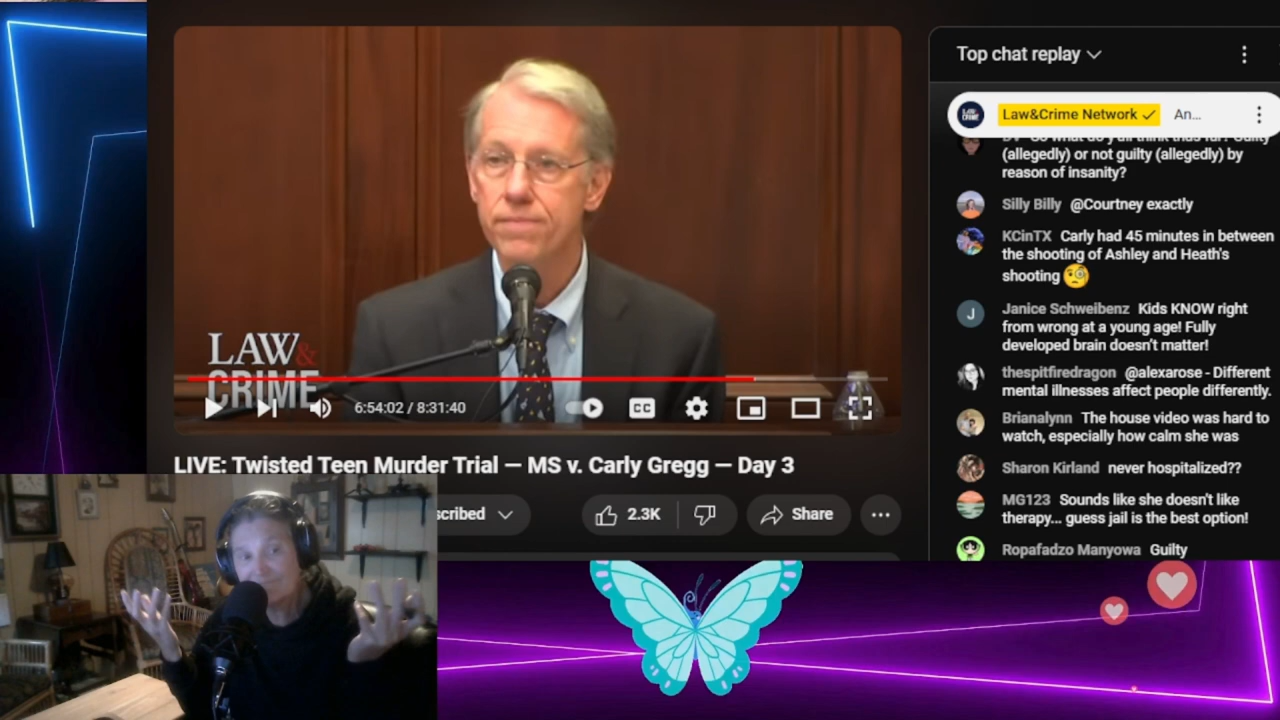 Top chat replay
Law&Crime Network An...
(allegedly) or not guilty (allegedly) by
reason of insanity?
Silly Billy @Courtney exactly
KCinTX Carly had 45 minutes in between
the shooting of Ashley and Heath's
shooting
J
Janice Schweibenz Kids KNOW right
from wrong at a young age! Fully
developed brain doesn't matter!
thespitfiredragon @alexarose - Different
mental illnesses affect people differently.
Brianalynn The house video was hard to
watch, especially how calm she was
Sharon Kirland never hospitalized??
MG123 Sounds like she doesn't like
therapy... guess jail is the best option!
Ropafadzo Manyowa Guilty
LAW&
CRIME
6:54:02 / 8:31:40
CC
LIVE: Twisted Teen Murder Trial — MS v. Carly Gregg — Day 3
scribed
2.3K
Share